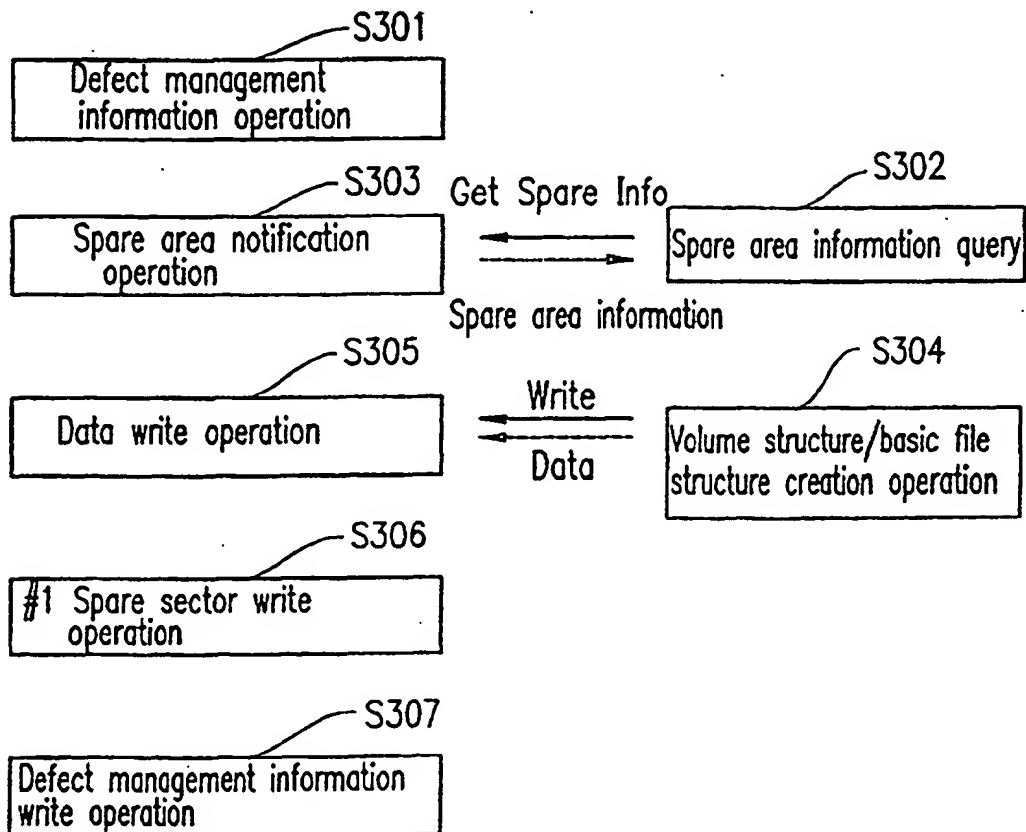 S301
Defect management
information operation
S303
Get Spare Info
S302
Spare area notification
operation
Spare area information query
Spare area information
S305
S304
Write
Data write operation
Data
Volume structure/basic file
structure creation operation
S306
#1 Spare sector write
operation
S307
Defect management information
write operation